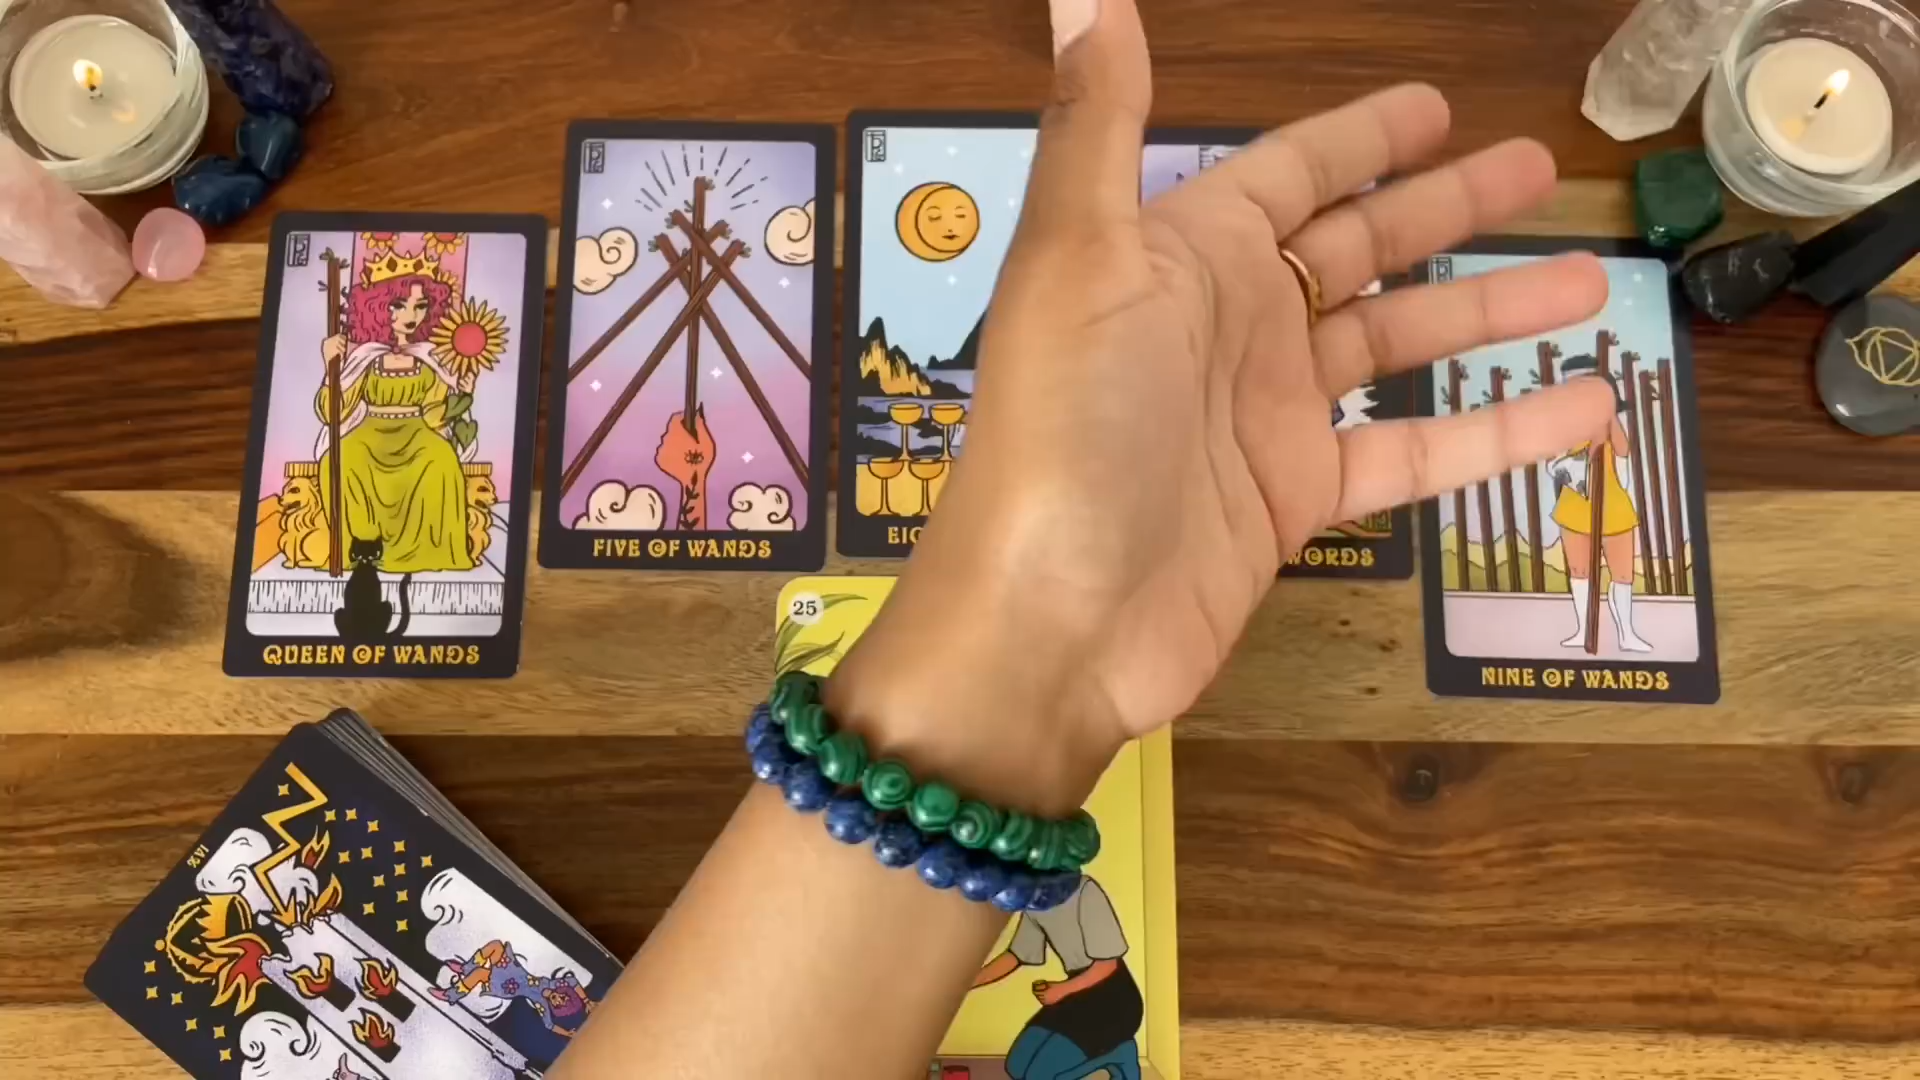 QUEEN OF WANDS
FIVE OF WANDS
NINE OF WANDS
25
XVI